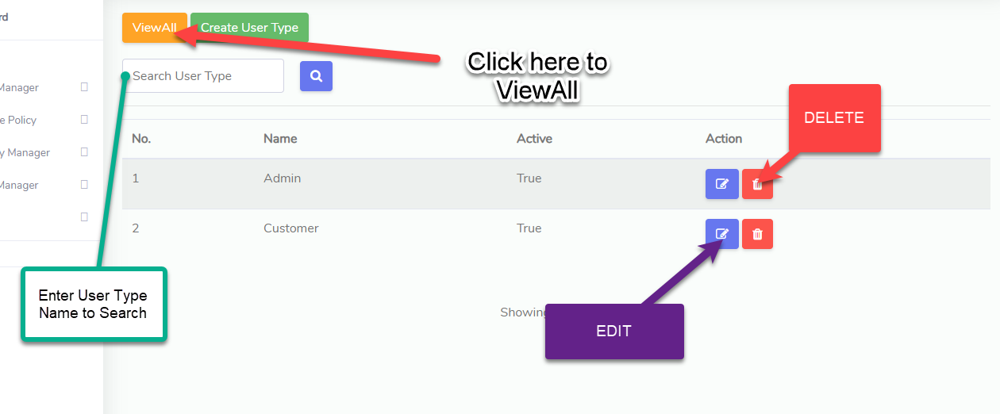 rd
ViewAll
Create User Type
Click here to
ViewAll
Search User Type
Manager
e Policy
y Manager
Manager
DELETE
No. Name Active Action
1 Admin True
2 Customer True
Enter User Type
Name to Search
Showing
EDIT